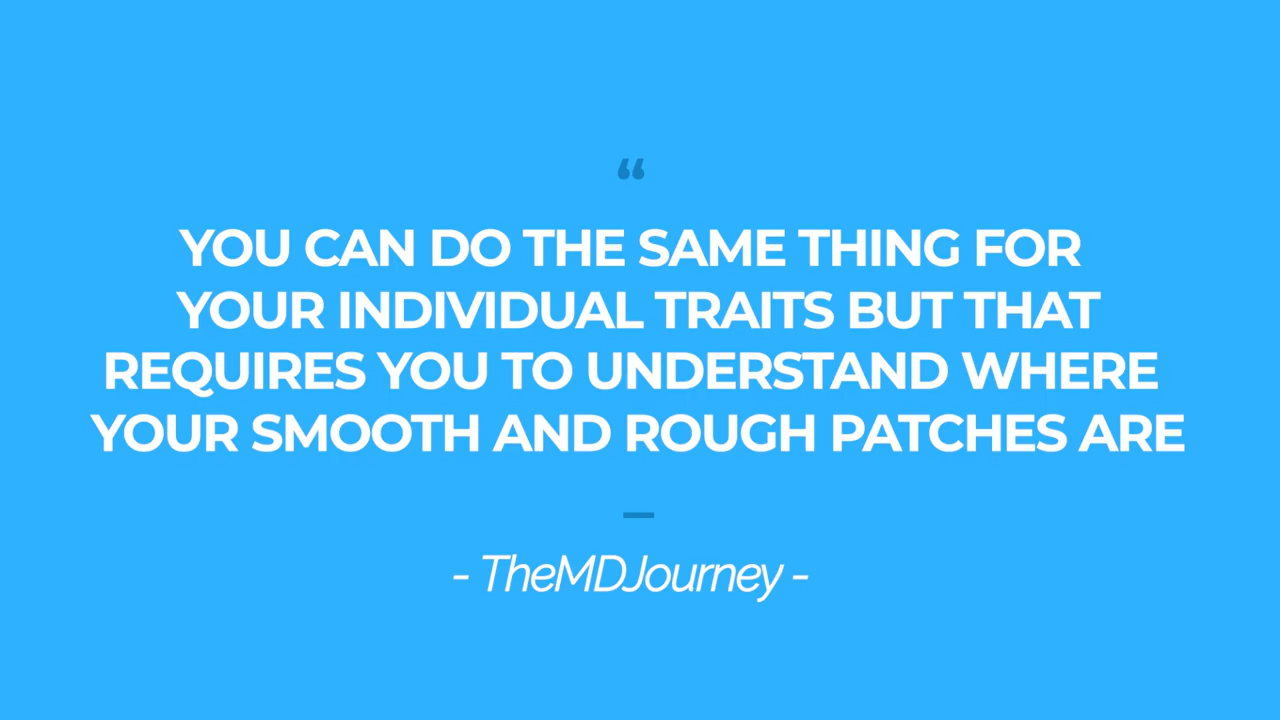 “
YOU CAN DO THE SAME THING FOR
YOUR INDIVIDUAL TRAITS BUT THAT
REQUIRES YOU TO UNDERSTAND WHERE
YOUR SMOOTH AND ROUGH PATCHES ARE
- TheMDJourney -